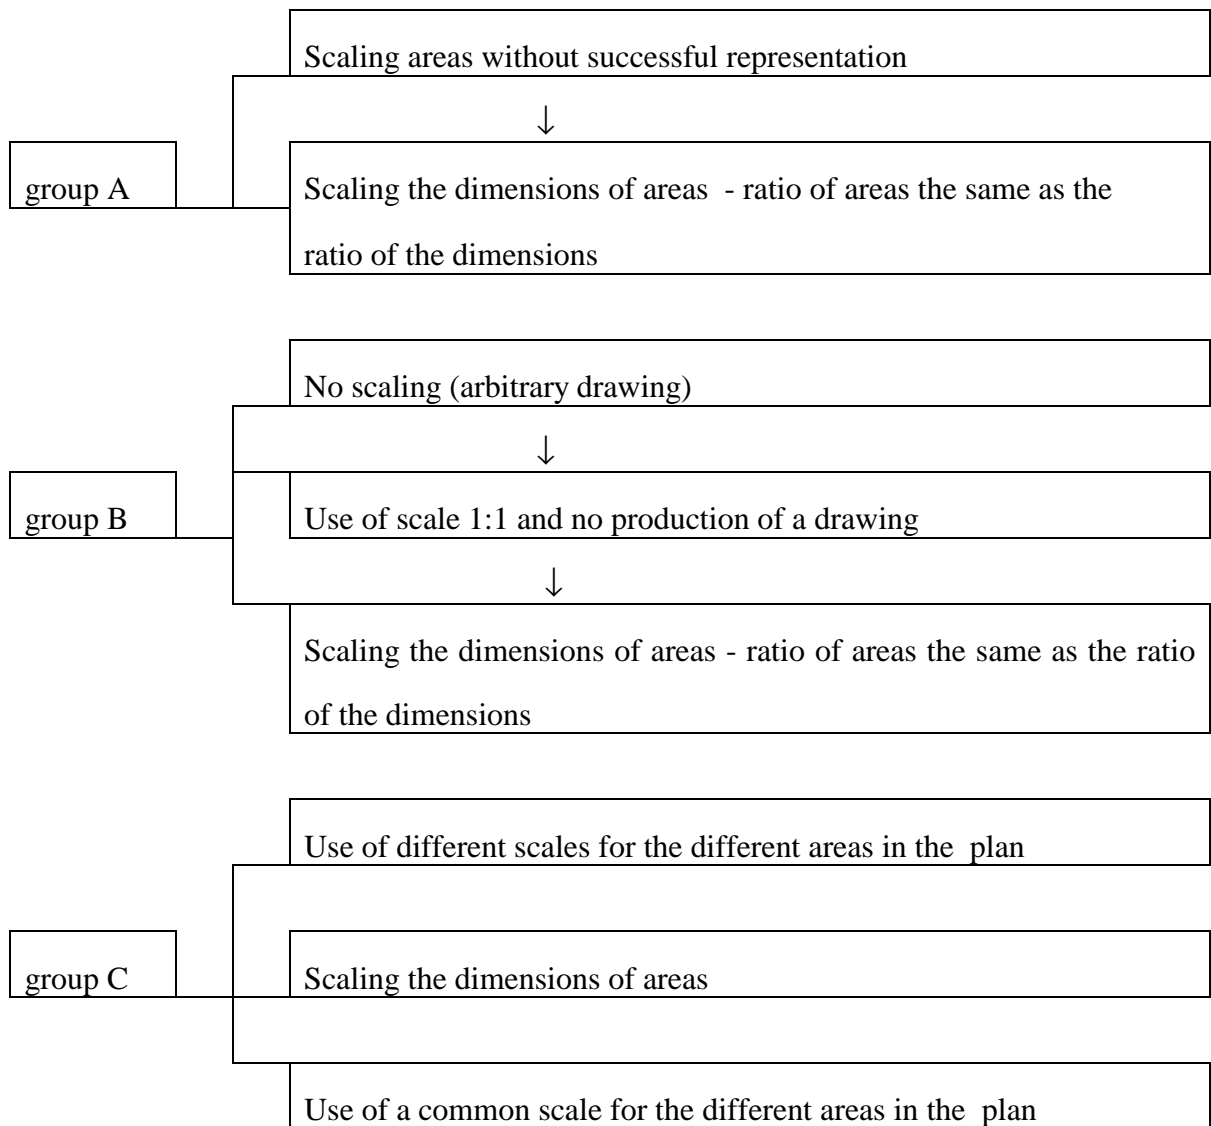 Scaling areas without successful representation
↓
group A
Scaling the dimensions of areas - ratio of areas the same as the
ratio of the dimensions
No scaling (arbitrary drawing)
↓
group B
Use of scale 1:1 and no production of a drawing
↓
Scaling the dimensions of areas - ratio of areas the same as the ratio
of the dimensions
Use of different scales for the different areas in the plan
group C
Scaling the dimensions of areas
Use of a common scale for the different areas in the plan